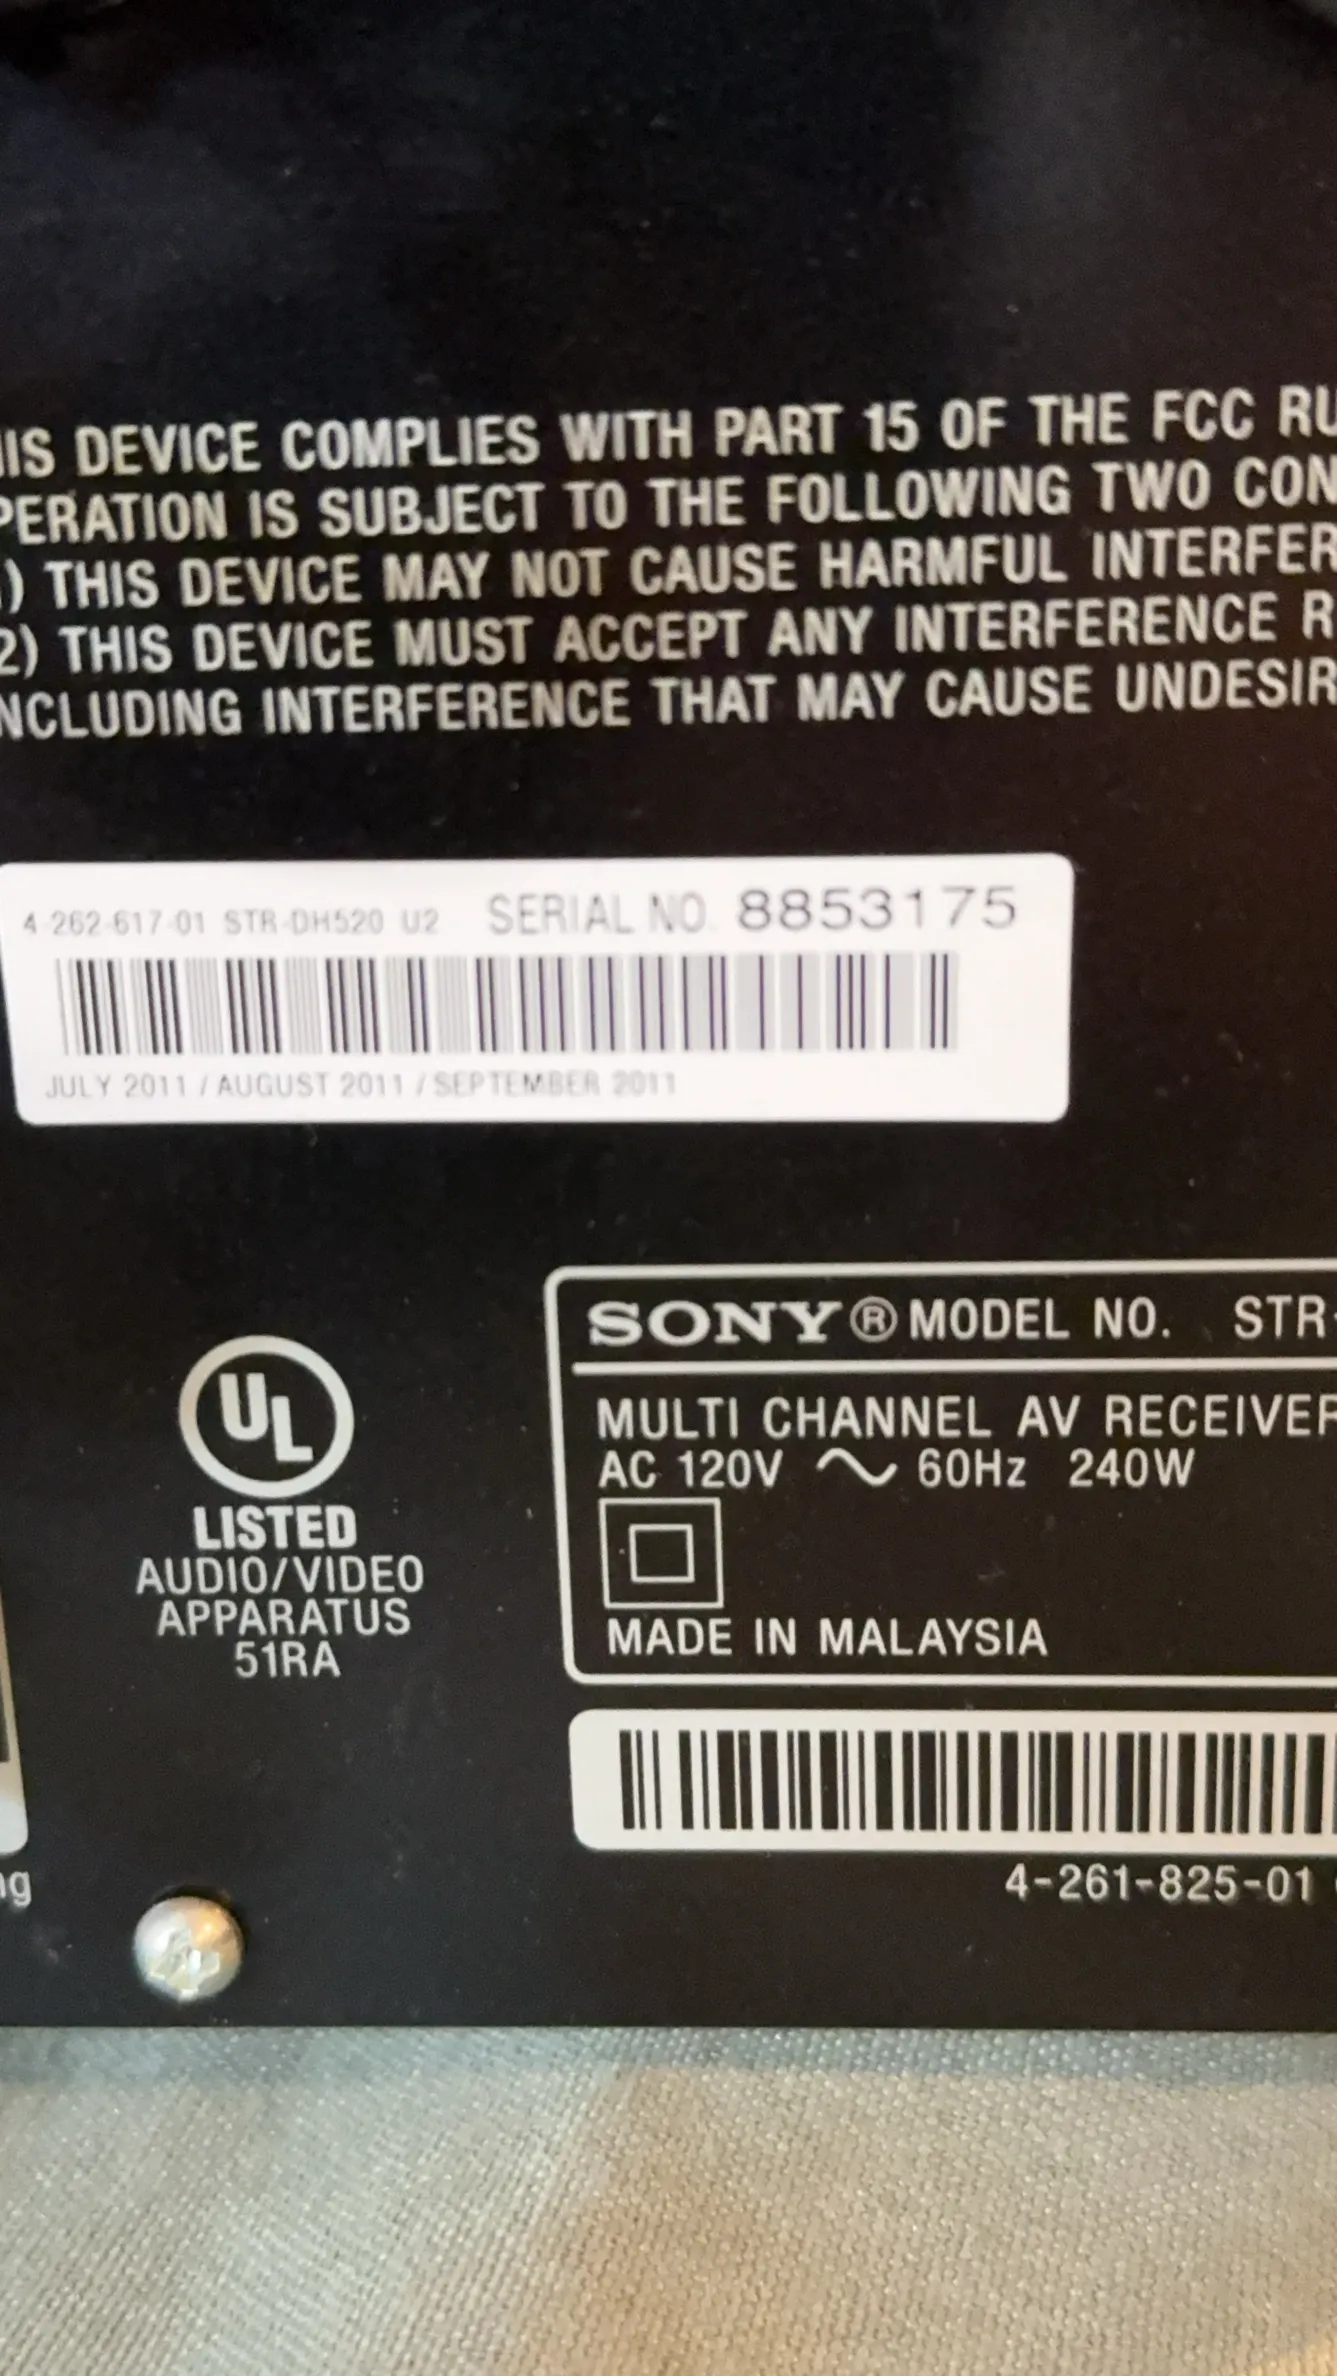 IS DEVICE COMPLIES WITH PART 15 OF THE FCC RU
PERATION IS SUBJECT TO THE FOLLOWING TWO CON
) THIS DEVICE MAY NOT CAUSE HARMFUL INTERFER
2) THIS DEVICE MUST ACCEPT ANY INTERFERENCE R
NCLUDING INTERFERENCE THAT MAY CAUSE UNDESIR
4-262-617-01 STR-DH520 U2 SERIAL NO. 8853175
JULY 2011 / AUGUST 2011 / SEPTEMBER 2011
SONY® MODEL NO. STR-
MULTI CHANNEL AV RECEIVER
AC 120V ~ 60Hz 240W
MADE IN MALAYSIA
UL
LISTED
AUDIO/VIDEO
APPARATUS
51RA
4-261-825-01
ng